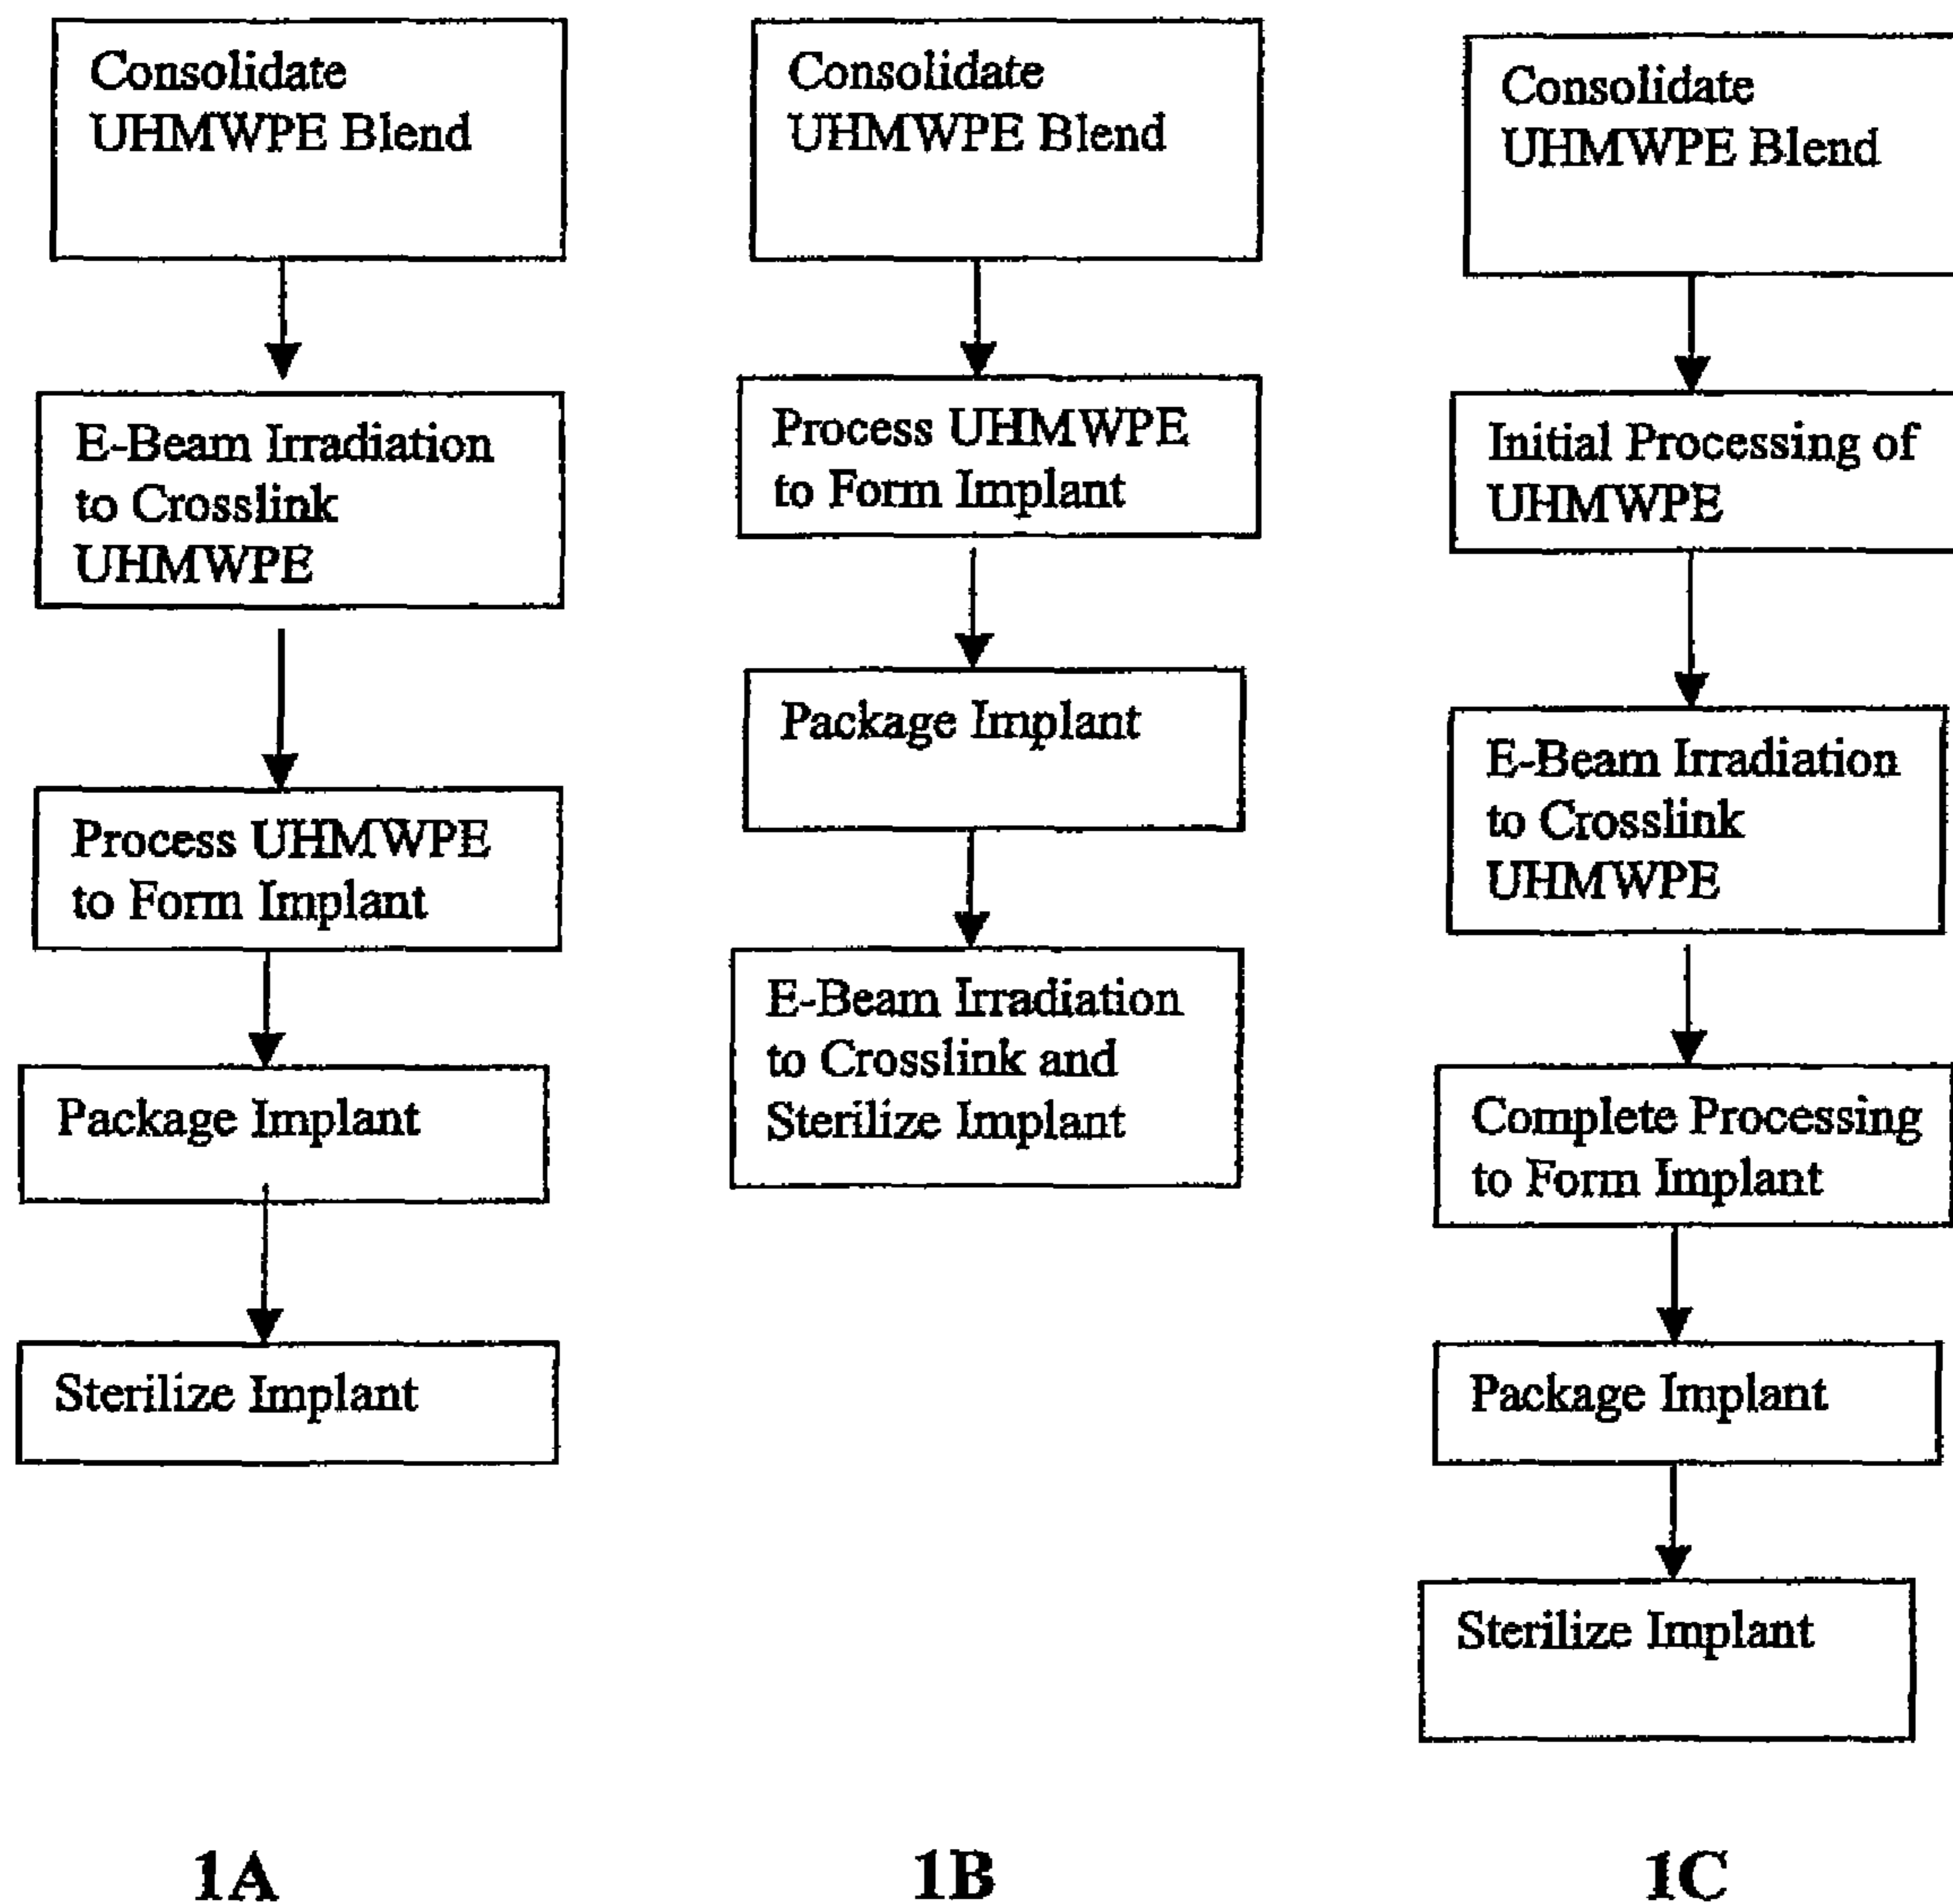 Consolidate
UHMWPE Blend
E-Beam Irradiation
to Crosslink
UHMWPE
Process UHMWPE
to Form Implant
Package Implant
Sterilize Implant
1A
Consolidate
UHMWPE Blend
Process UHMWPE
to Form Implant
Package Implant
E-Beam Irradiation
to Crosslink and
Sterilize Implant
1B
Consolidate
UHMWPE Blend
Initial Processing of
UHMWPE
E-Beam Irradiation
to Crosslink
UHMWPE
Complete Processing
to Form Implant
Package Implant
Sterilize Implant
1C